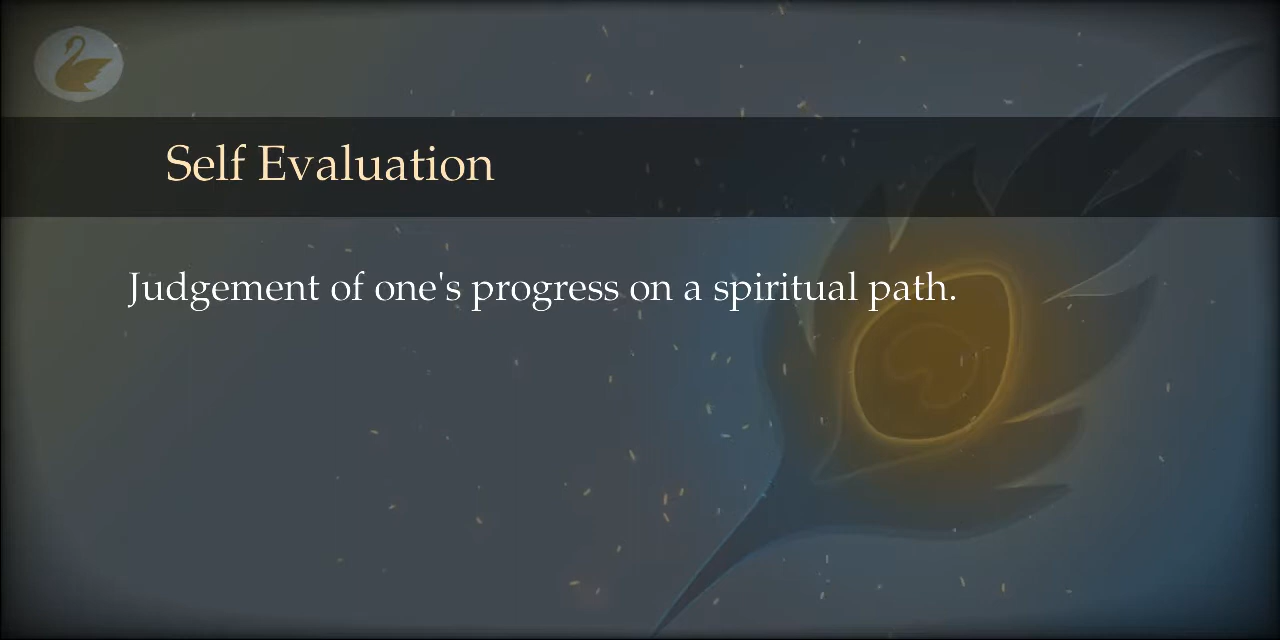 Self Evaluation
Judgement of one's progress on a spiritual path.